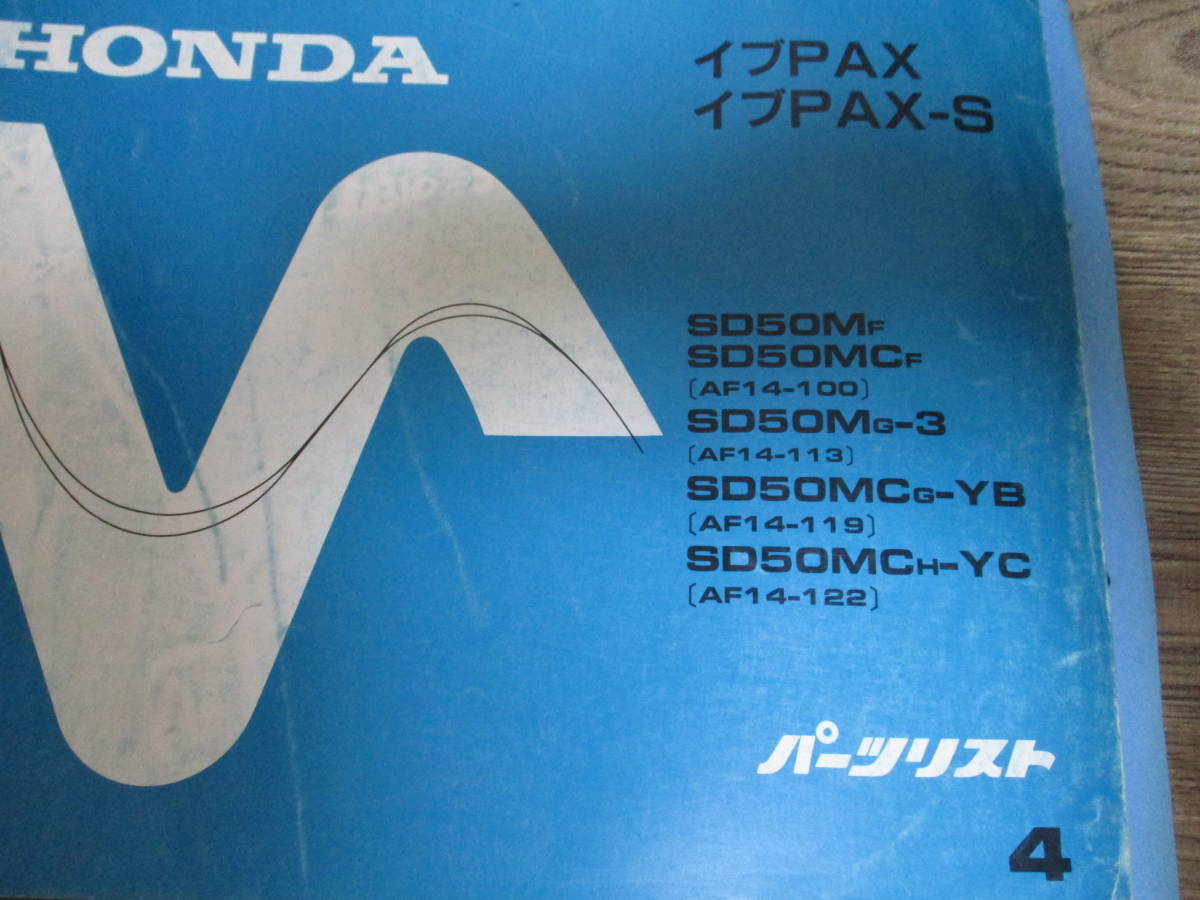 HONDA
イブPAX
イブPAX-S
SD50MF
SD50MCF
〔AF14-100〕
SD50MG-3
〔AF14-113〕
SD50MCG-YB
〔AF14-119〕
SD50MCH-YC
〔AF14-122〕
パーツリスト
4